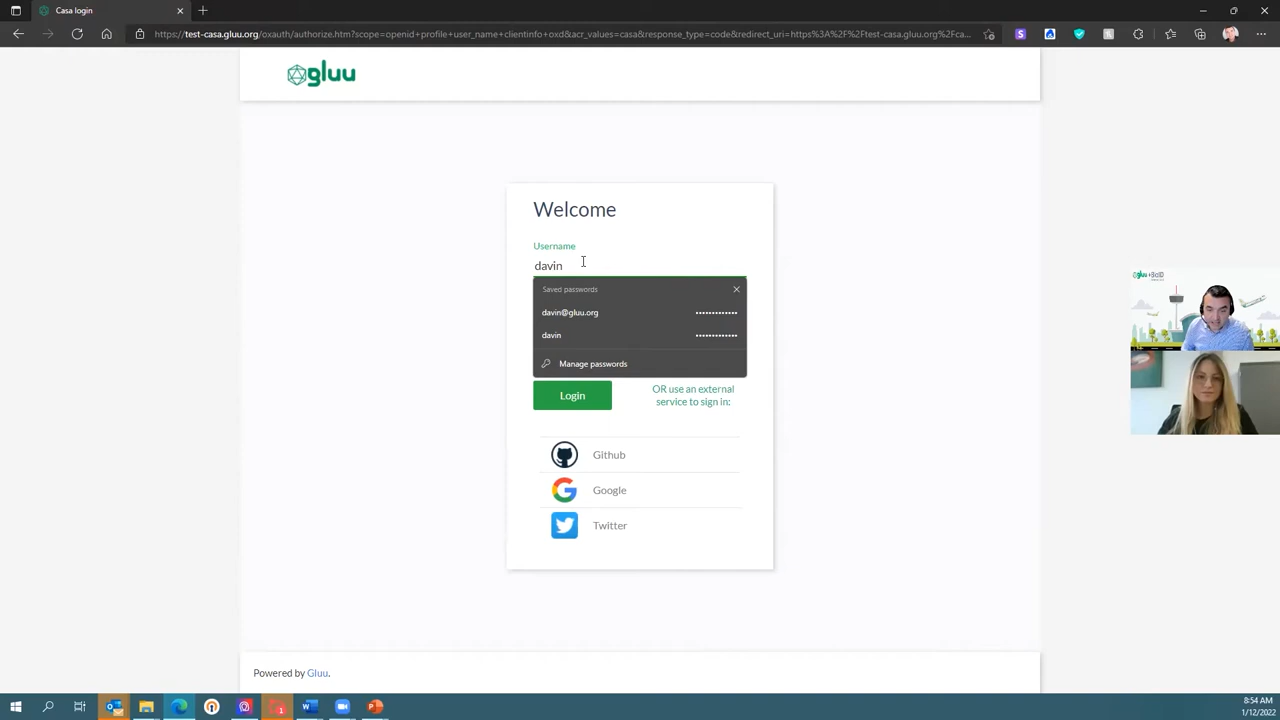 Casa login
https://test-casa.gluu.org/oxauth/authorize.htm?scope=openid profile user_name clientinfo oxd&acr_values=casa&response_type=code&redirect_uri=https%3A%2F%2Ftest-casa.gluu.org%2Fca...
gluu
Welcome
Username
davin
Saved passwords
davin@gluu.org ••••••••••••
davin ••••••••••••
Manage passwords
Login
OR use an external
service to sign in:
Github
Google
Twitter
Powered by Gluu.
8:54 AM
1/12/2022